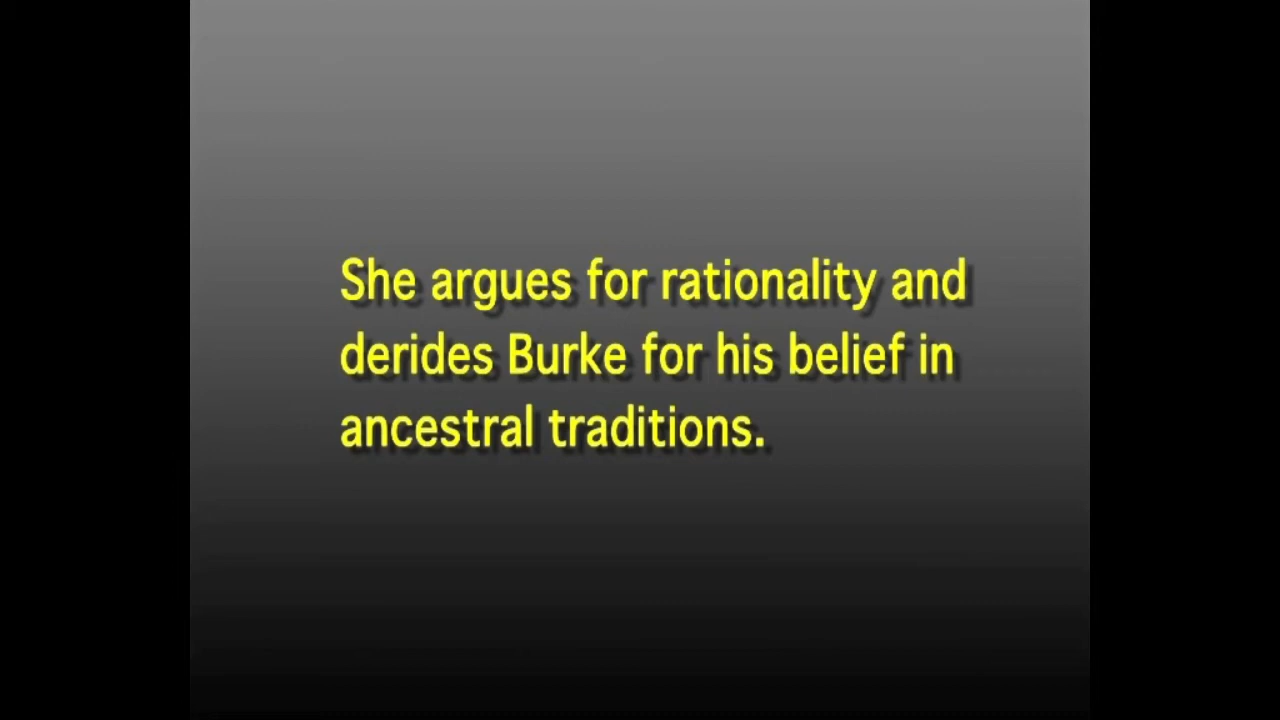 She argues for rationality and
derides Burke for his belief in
ancestral traditions.